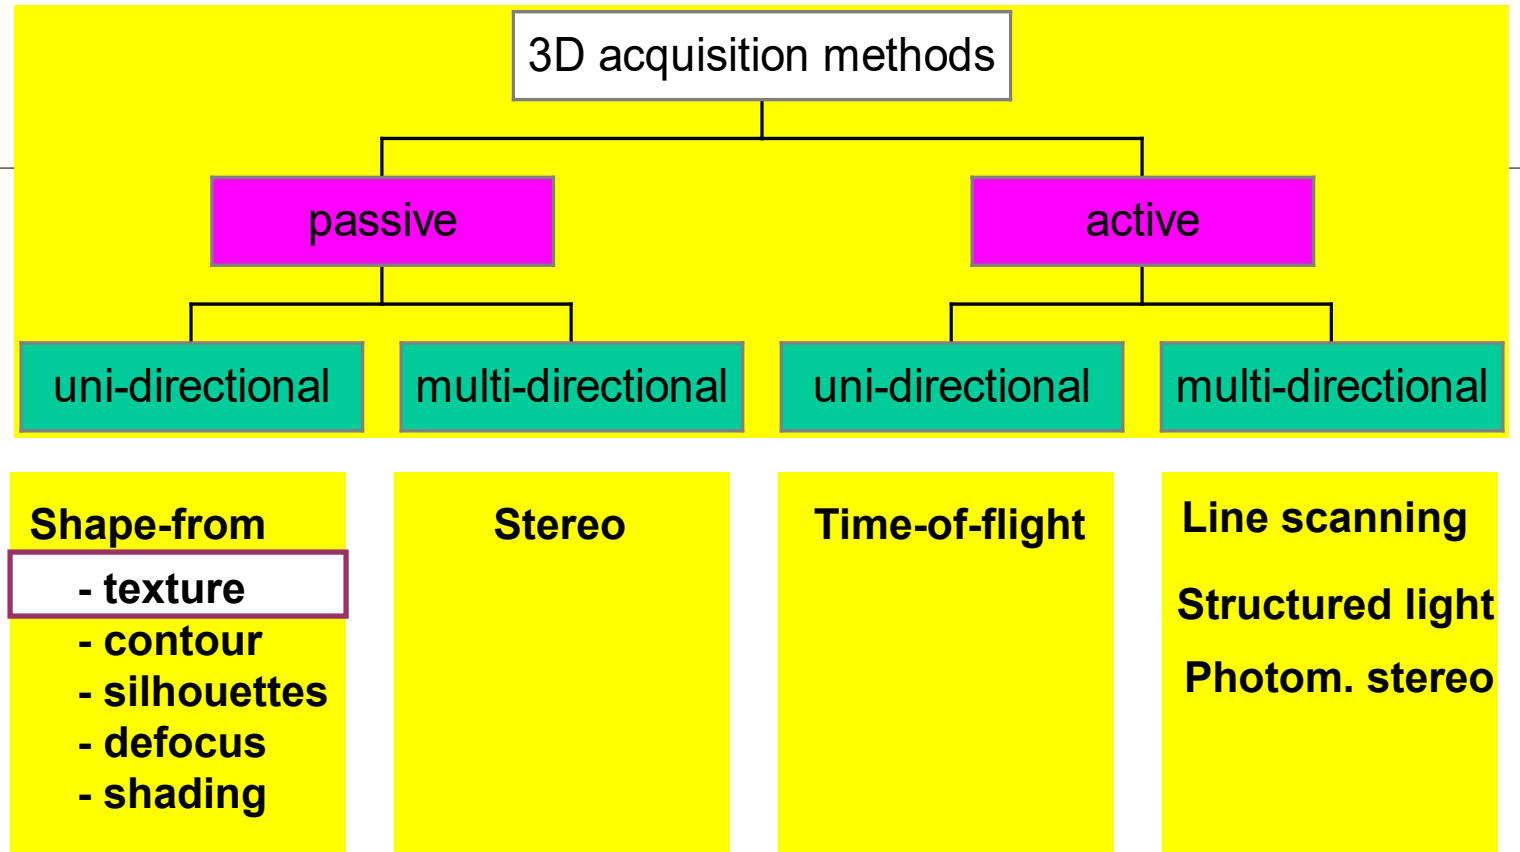 3D acquisition methods
passive
active
uni-directional
multi-directional
uni-directional
multi-directional
Shape-from
- texture
- contour
- silhouettes
- defocus
- shading
Stereo
Time-of-flight
Line scanning
Structured light
Photom. stereo